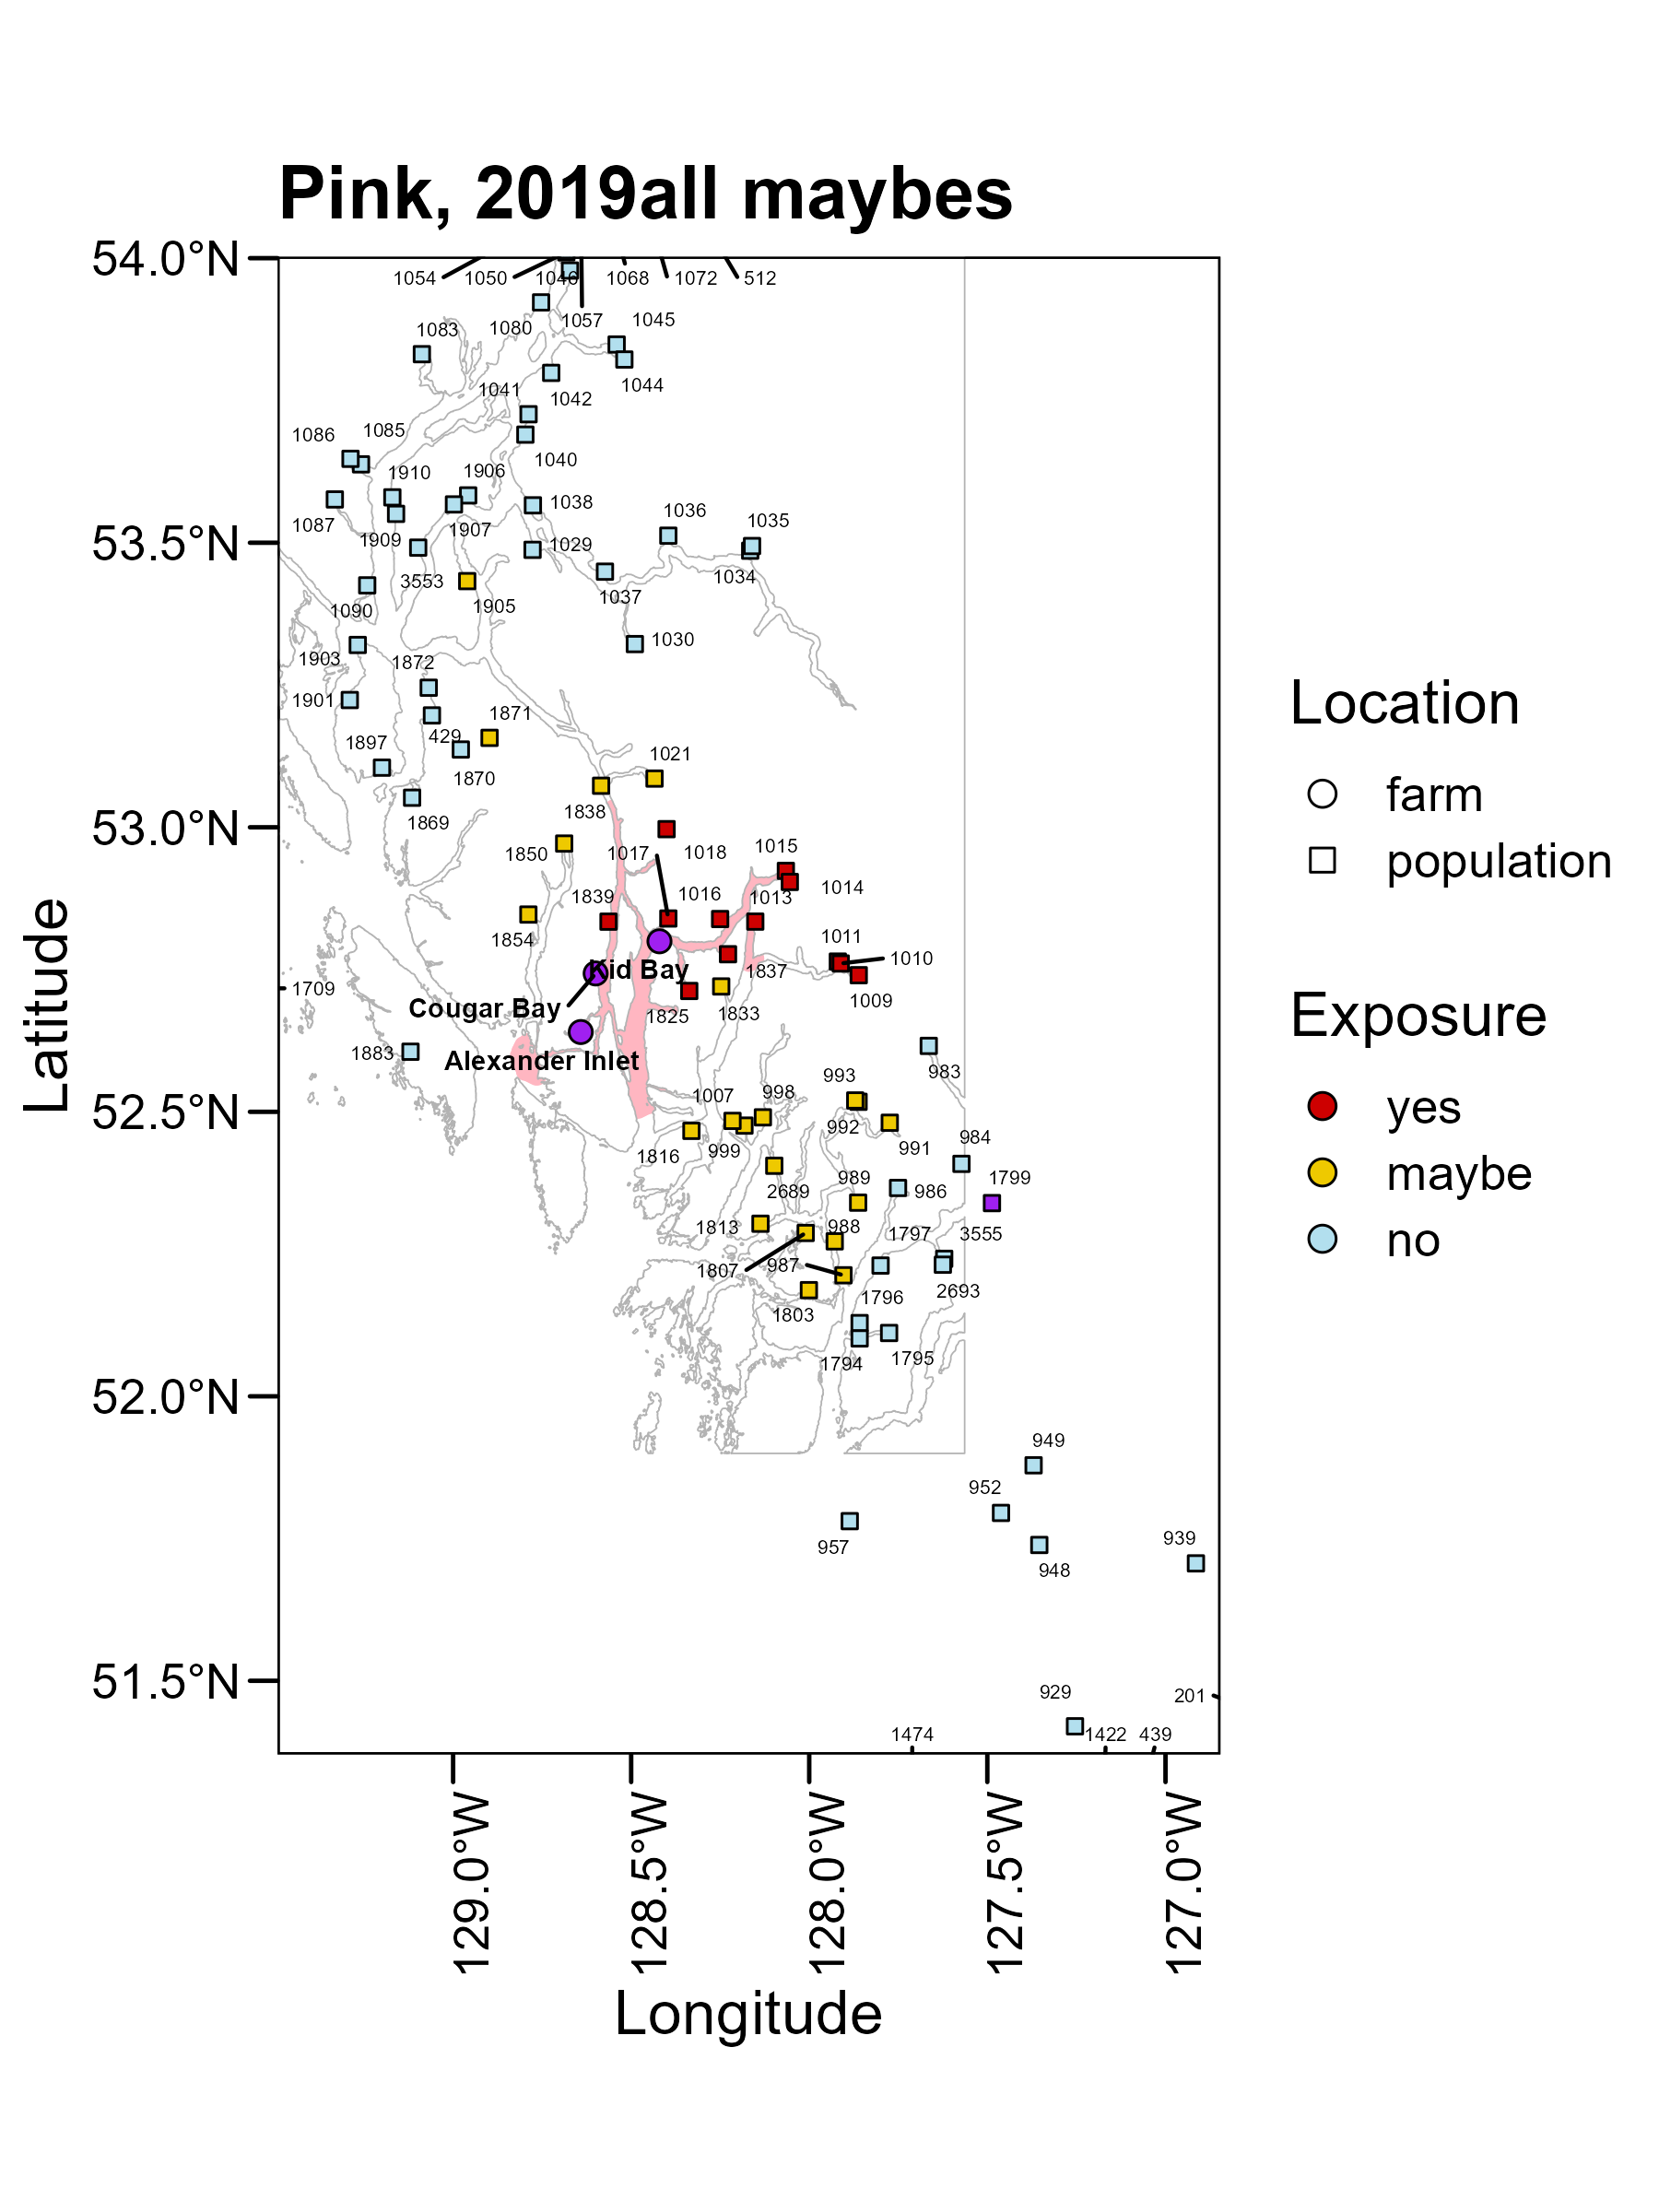 Pink, 2019all maybes
54.0°N
1054 1050 1046 1068 1072 512
1057 1045
1083 1080
1044
1041 1042
1086 1085
1040
1910 1906
1038
1036
1035
1087
1909 1907 1029
53.5°N
3553 1034
1905 1037
1090
1030
1903 1872
1901
1871
429
1897
1870 1021
1838
1869
53.0°N
1850 1017 1018 1015
1014
1839 1016 1013
1854
1011
1010
Kid Bay 1837
1709
1009
Cougar Bay 1825 1833
1883
Alexander Inlet
983
993
1007 998
52.5°N
992
984
1816 999 991
989 1799
2689 986
1813 988 1797 3555
1807 987
2693
1796
1803
1794 1795
52.0°N
949
952
957
939
948
51.5°N
929 201
1474 1422 439
129.0°W
128.5°W
128.0°W
127.5°W
127.0°W
Longitude
Latitude
Location
farm
population
Exposure
yes
maybe
no